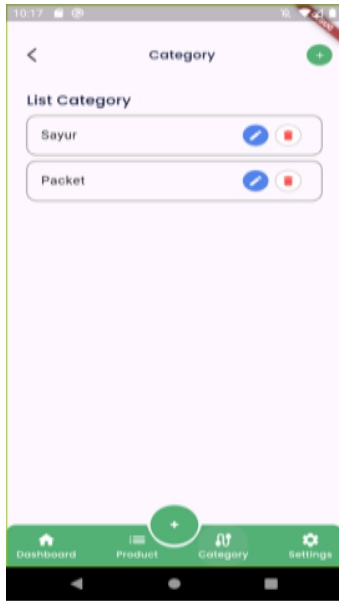 10:17
Category
List Category
Sayur
Packet
Dashboard
Product
Category
Settings